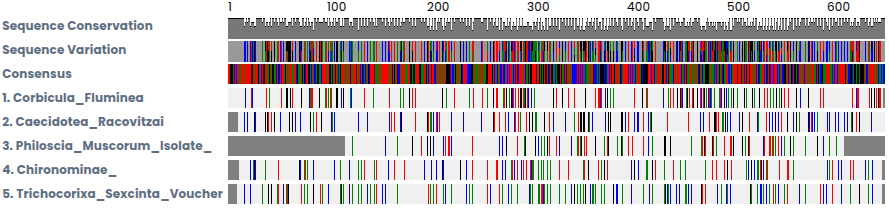 1 100 200 300 400 500 600
Sequence Conservation
Sequence Variation
Consensus
1. Corbicula_Fluminea
2. Caecidotea_Racovitzai
3. Philoscia_Muscorum_Isolate_
4. Chironominae_
5. Trichocorixa_Sexcinta_Voucher